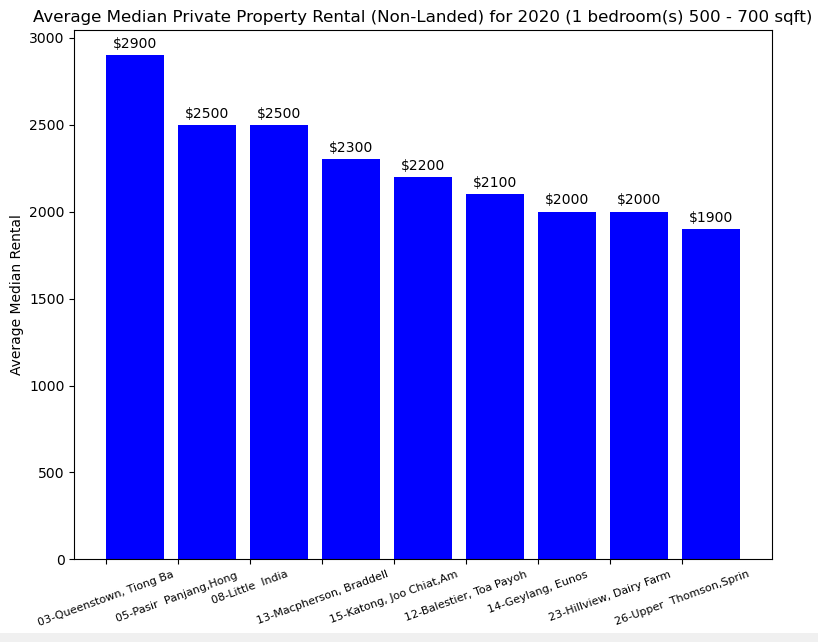 Average Median Private Property Rental (Non-Landed) for 2020 (1 bedroom(s) 500 - 700 sqft)
Average Median Rental
3000
2500
2000
1500
1000
500
0
$2900
$2500
$2500
$2300
$2200
$2100
$2000
$2000
$1900
03-Queenstown, Tiong Ba
05-Pasir  Panjang,Hong
08-Little  India
13-Macpherson, Braddell
15-Katong, Joo Chiat,Am
12-Balestier, Toa Payoh
14-Geylang, Eunos
23-Hillview, Dairy Farm
26-Upper  Thomson,Sprin